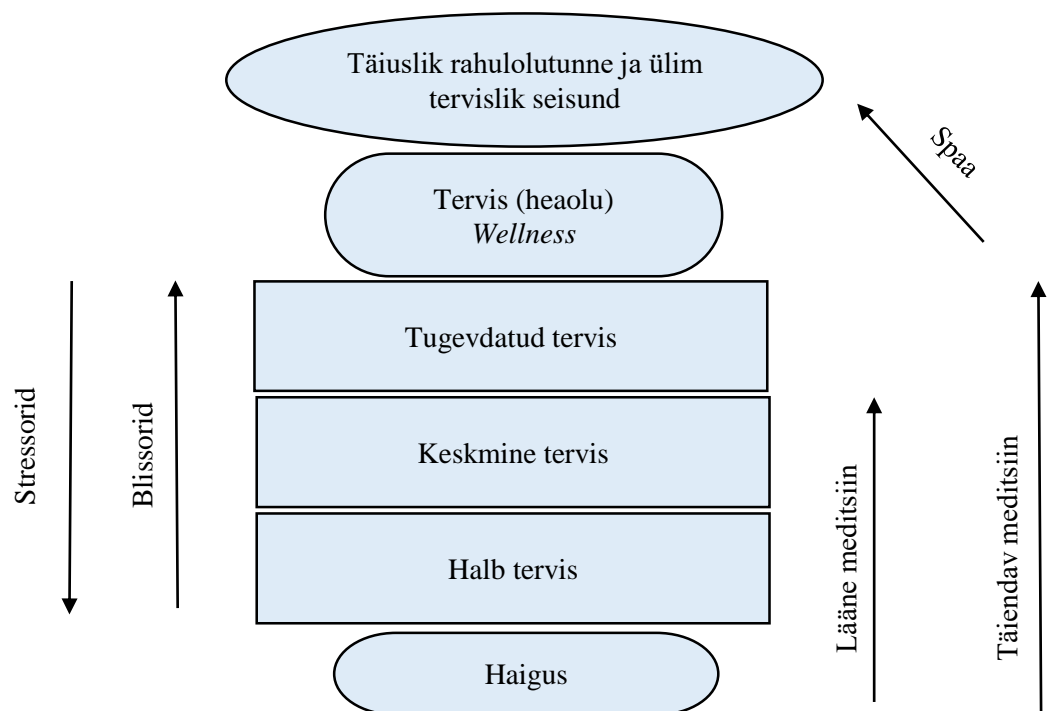 Täiuslik rahulolutunne ja ülim
tervislik seisund
Spaa
Tervis (heaolu)
Wellness
Tugevdatud tervis
Stressorid
Blissorid
Keskmine tervis
Lääne meditsiin
Täiendav meditsiin
Halb tervis
Haigus